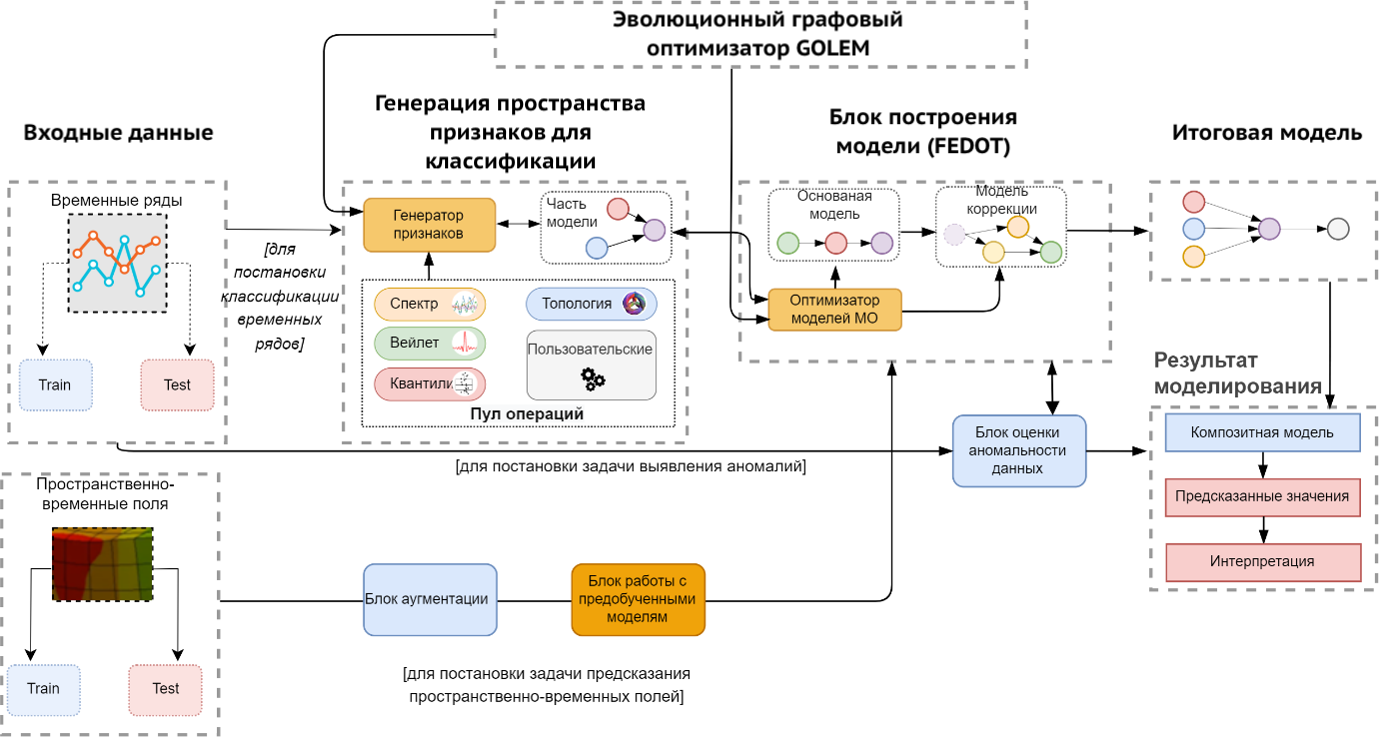 Эволюционный графовый
оптимизатор GOLEM
Входные данные
Генерация пространства
признаков для
классификации
Блок построения
модели (FEDOT)
Итоговая модель
Временные ряды
Train
Test
[для
постановки
классификации
временных
рядов]
Генератор
признаков
Часть
модели
Спектр
Вейлет
Квантили
Топология
Пользовательские
Пул операций
Основаная
модель
Модель
коррекции
Оптимизатор
моделей МО
Результат
моделирования
Композитная модель
Предсказанные значения
Интерпретация
Блок оценки
аномальности
данных
[для постановки задачи выявления аномалий]
Пространственно-
временные поля
Train
Test
Блок аугментации
Блок работы с
предобученными
моделям
[для постановки задачи предсказания
пространственно-временных полей]